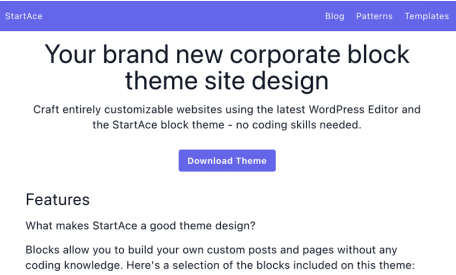 StartAce Blog Patterns Templates
Your brand new corporate block
theme site design
Craft entirely customizable websites using the latest WordPress Editor and
the StartAce block theme - no coding skills needed.
Download Theme
Features
What makes StartAce a good theme design?
Blocks allow you to build your own custom posts and pages without any
coding knowledge. Here's a selection of the blocks included on this theme: